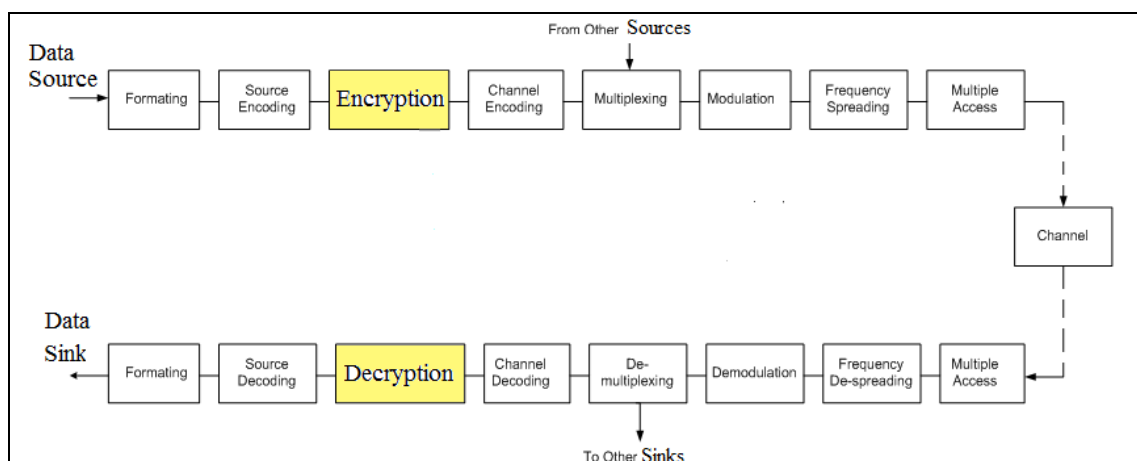 From Other Sources
Data
Source
Formating
Source
Encoding
Encryption
Channel
Encoding
Multiplexing
Modulation
Frequency
Spreading
Multiple
Access
Channel
Data
Sink
Formating
Source
Decoding
Decryption
Channel
Decoding
De-
multiplexing
Demodulation
Frequency
De-spreading
Multiple
Access
To Other Sinks